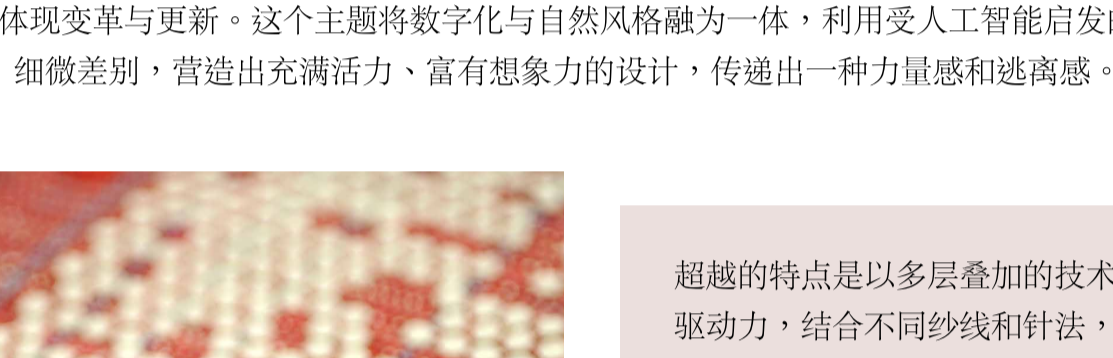 体现变革与更新。这个主题将数字化与自然风格融为一体，利用受人工智能启发
细微差别，营造出充满活力、富有想象力的设计，传递出一种力量感和逃离感。
超越的特点是以多层叠加的技术
驱动力，结合不同纱线和针法，